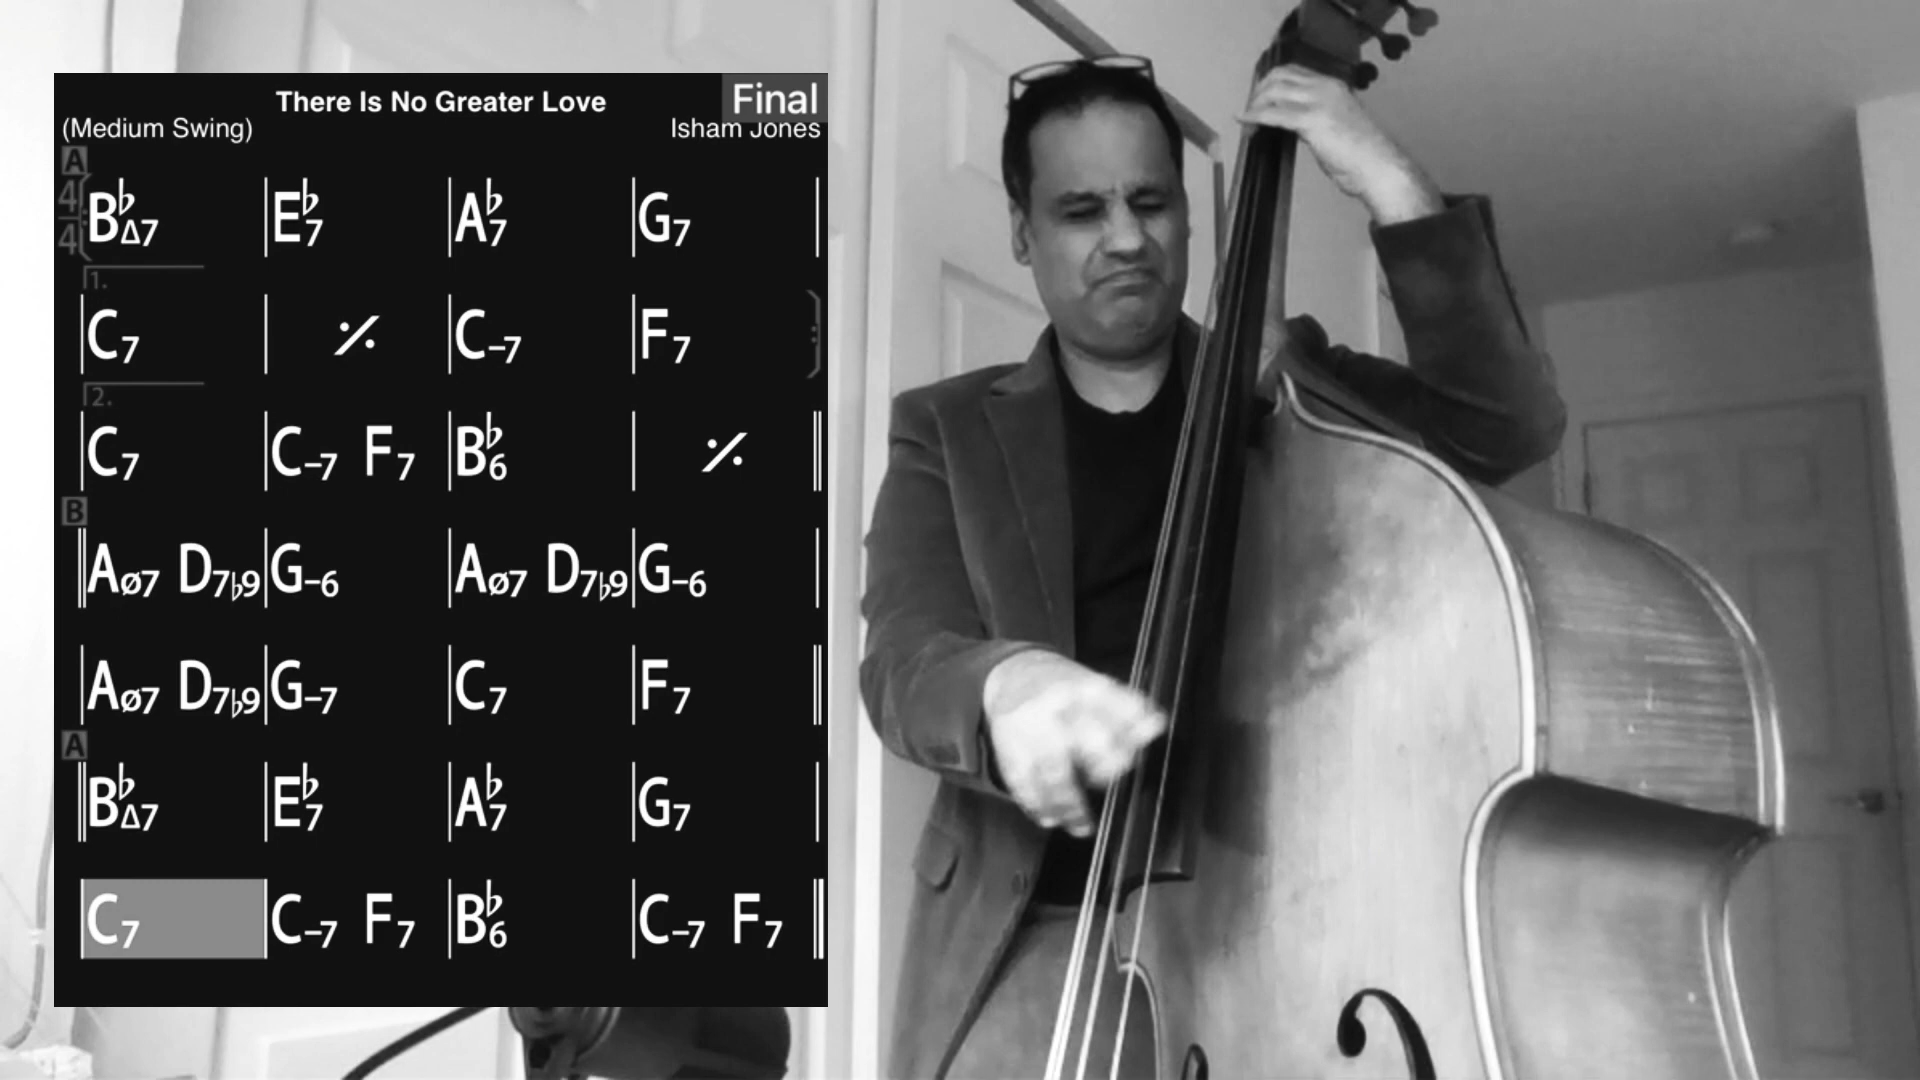 There Is No Greater Love
Final
(Medium Swing)
Isham Jones
A
4/4
B♭Δ7 | E♭7 | A♭7 | G7 |
1.
| C7 | 𝄎 | C–7 | F7 :
2.
| C7 | C–7 F7 | B♭6 | 𝄎 ||
B
|| Aø7 D7♭9 | G–6 | Aø7 D7♭9 | G–6 |
| Aø7 D7♭9 | G–7 | C7 | F7 ||
A
|| B♭Δ7 | E♭7 | A♭7 | G7 |
| C7 | C–7 F7 | B♭6 | C–7 F7 ||